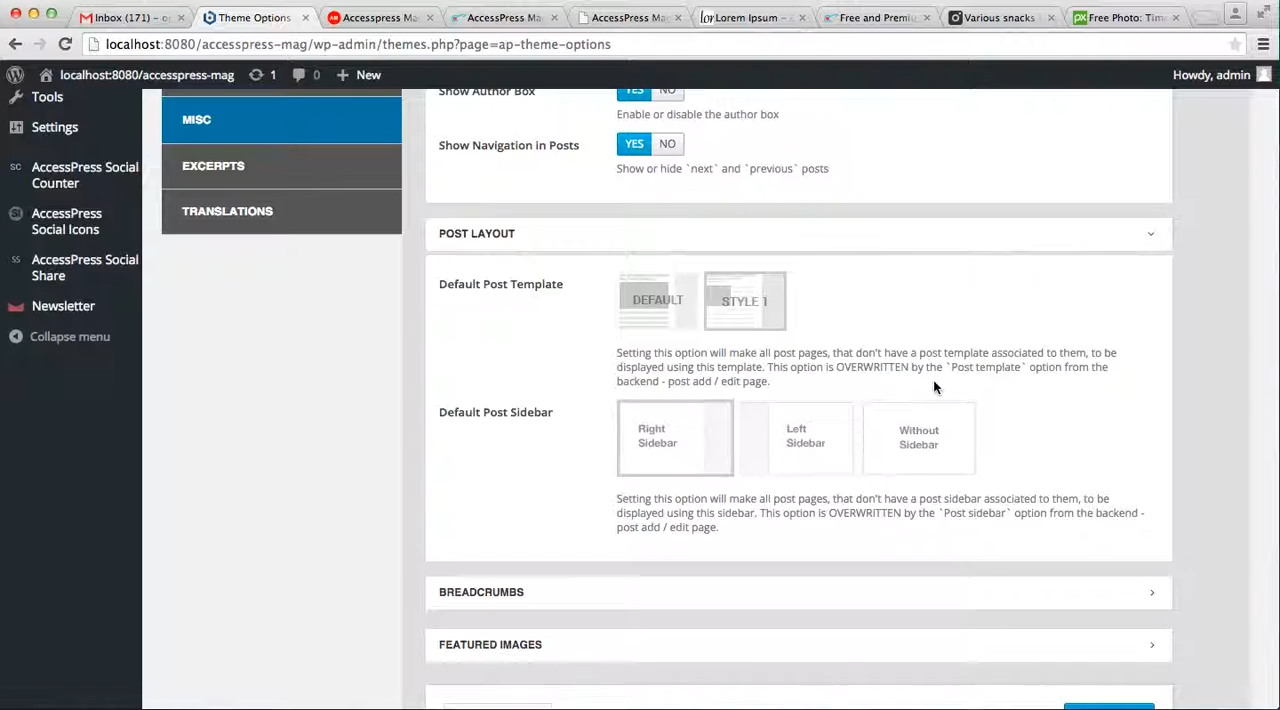 Inbox (171) – o
Theme Options
Accesspress Ma
AccessPress Ma
AccessPress Ma
Lorem Ipsum –
Free and Premi
Various snacks
Free Photo: Tim
localhost:8080/accesspress-mag/wp-admin/themes.php?page=ap-theme-options
localhost:8080/accesspress-mag 1 0 New Howdy, admin
Tools
Settings
SC AccessPress Social
Counter
AccessPress
Social Icons
SS AccessPress Social
Share
Newsletter
Collapse menu
MISC
EXCERPTS
TRANSLATIONS
Show Author Box YES NO
Enable or disable the author box
Show Navigation in Posts YES NO
Show or hide `next` and `previous` posts
POST LAYOUT
Default Post Template DEFAULT STYLE 1
Setting this option will make all post pages, that don't have a post template associated to them, to be
displayed using this template. This option is OVERWRITTEN by the `Post template` option from the
backend - post add / edit page.
Default Post Sidebar
Right
Sidebar
Left
Sidebar
Without
Sidebar
Setting this option will make all post pages, that don't have a post sidebar associated to them, to be
displayed using this sidebar. This option is OVERWRITTEN by the `Post sidebar` option from the backend -
post add / edit page.
BREADCRUMBS
FEATURED IMAGES